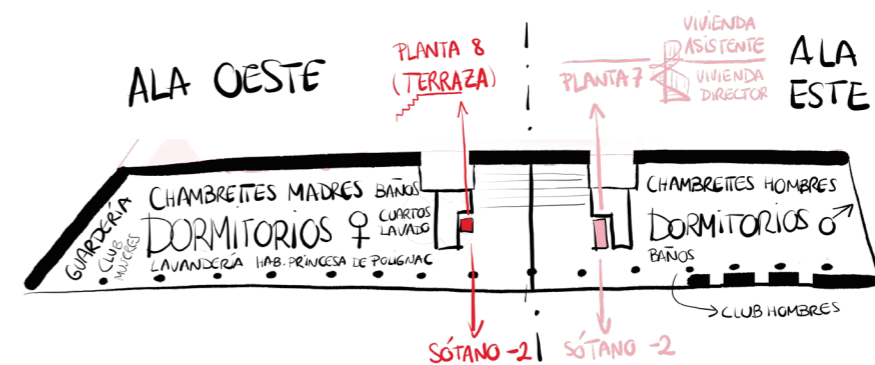 ALA OESTE
PLANTA 8
(TERRAZA)
VIVIENDA
ASISTENTE
PLANTA 7
VIVIENDA
DIRECTOR
ALA
ESTE
GUARDERÍA
CLUB
MUJERES
CHAMBRETTES MADRES BAÑOS
DORMITORIOS ♀
CUARTOS
LAVADO
LAVANDERÍA HAB. PRINCESA DE POLIGNAC
CHAMBRETTES HOMBRES
DORMITORIOS ♂
BAÑOS
CLUB HOMBRES
SÓTANO -2
SÓTANO -2